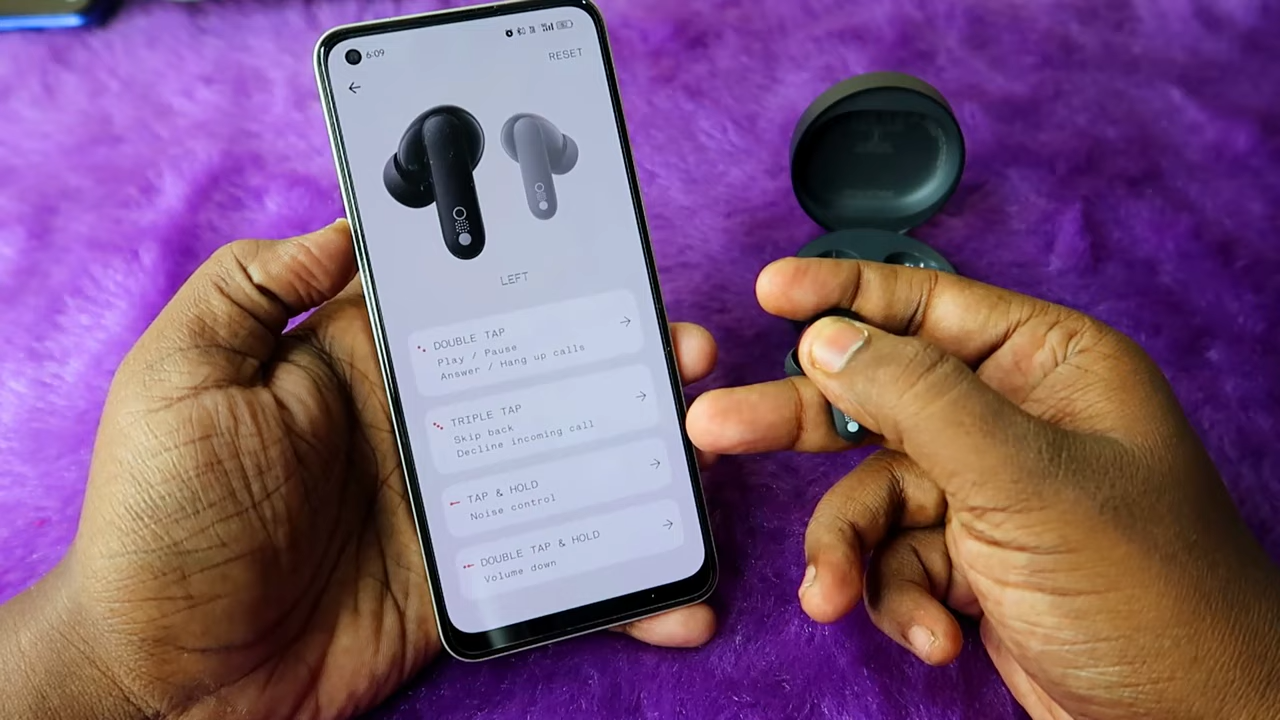 6:09
RESET
LEFT
DOUBLE TAP
Play / Pause
Answer / Hang up calls
TRIPLE TAP
Skip back
Decline incoming call
TAP & HOLD
Noise control
DOUBLE TAP & HOLD
Volume down